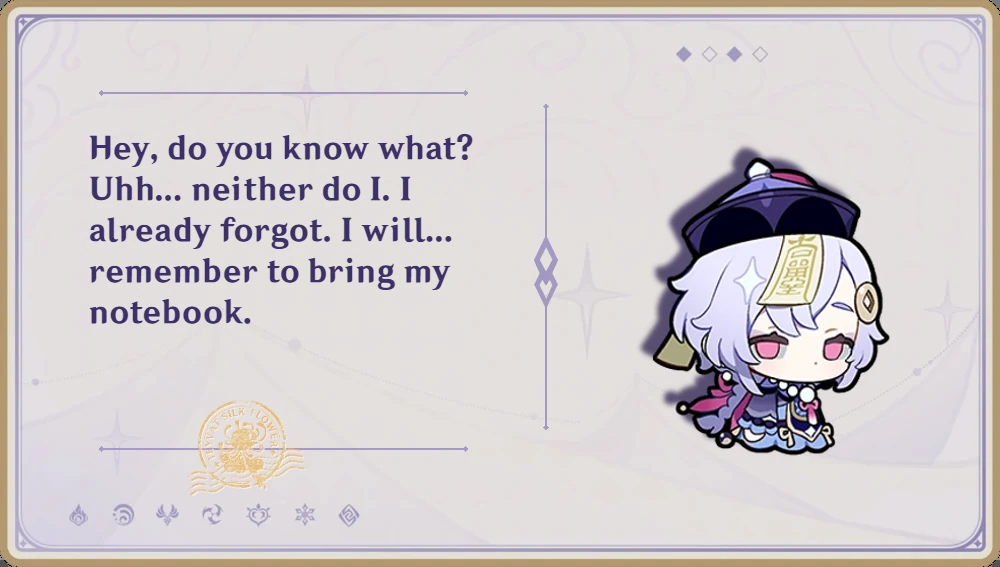 Hey, do you know what?
Uhh... neither do I. I
already forgot. I will...
remember to bring my
notebook.